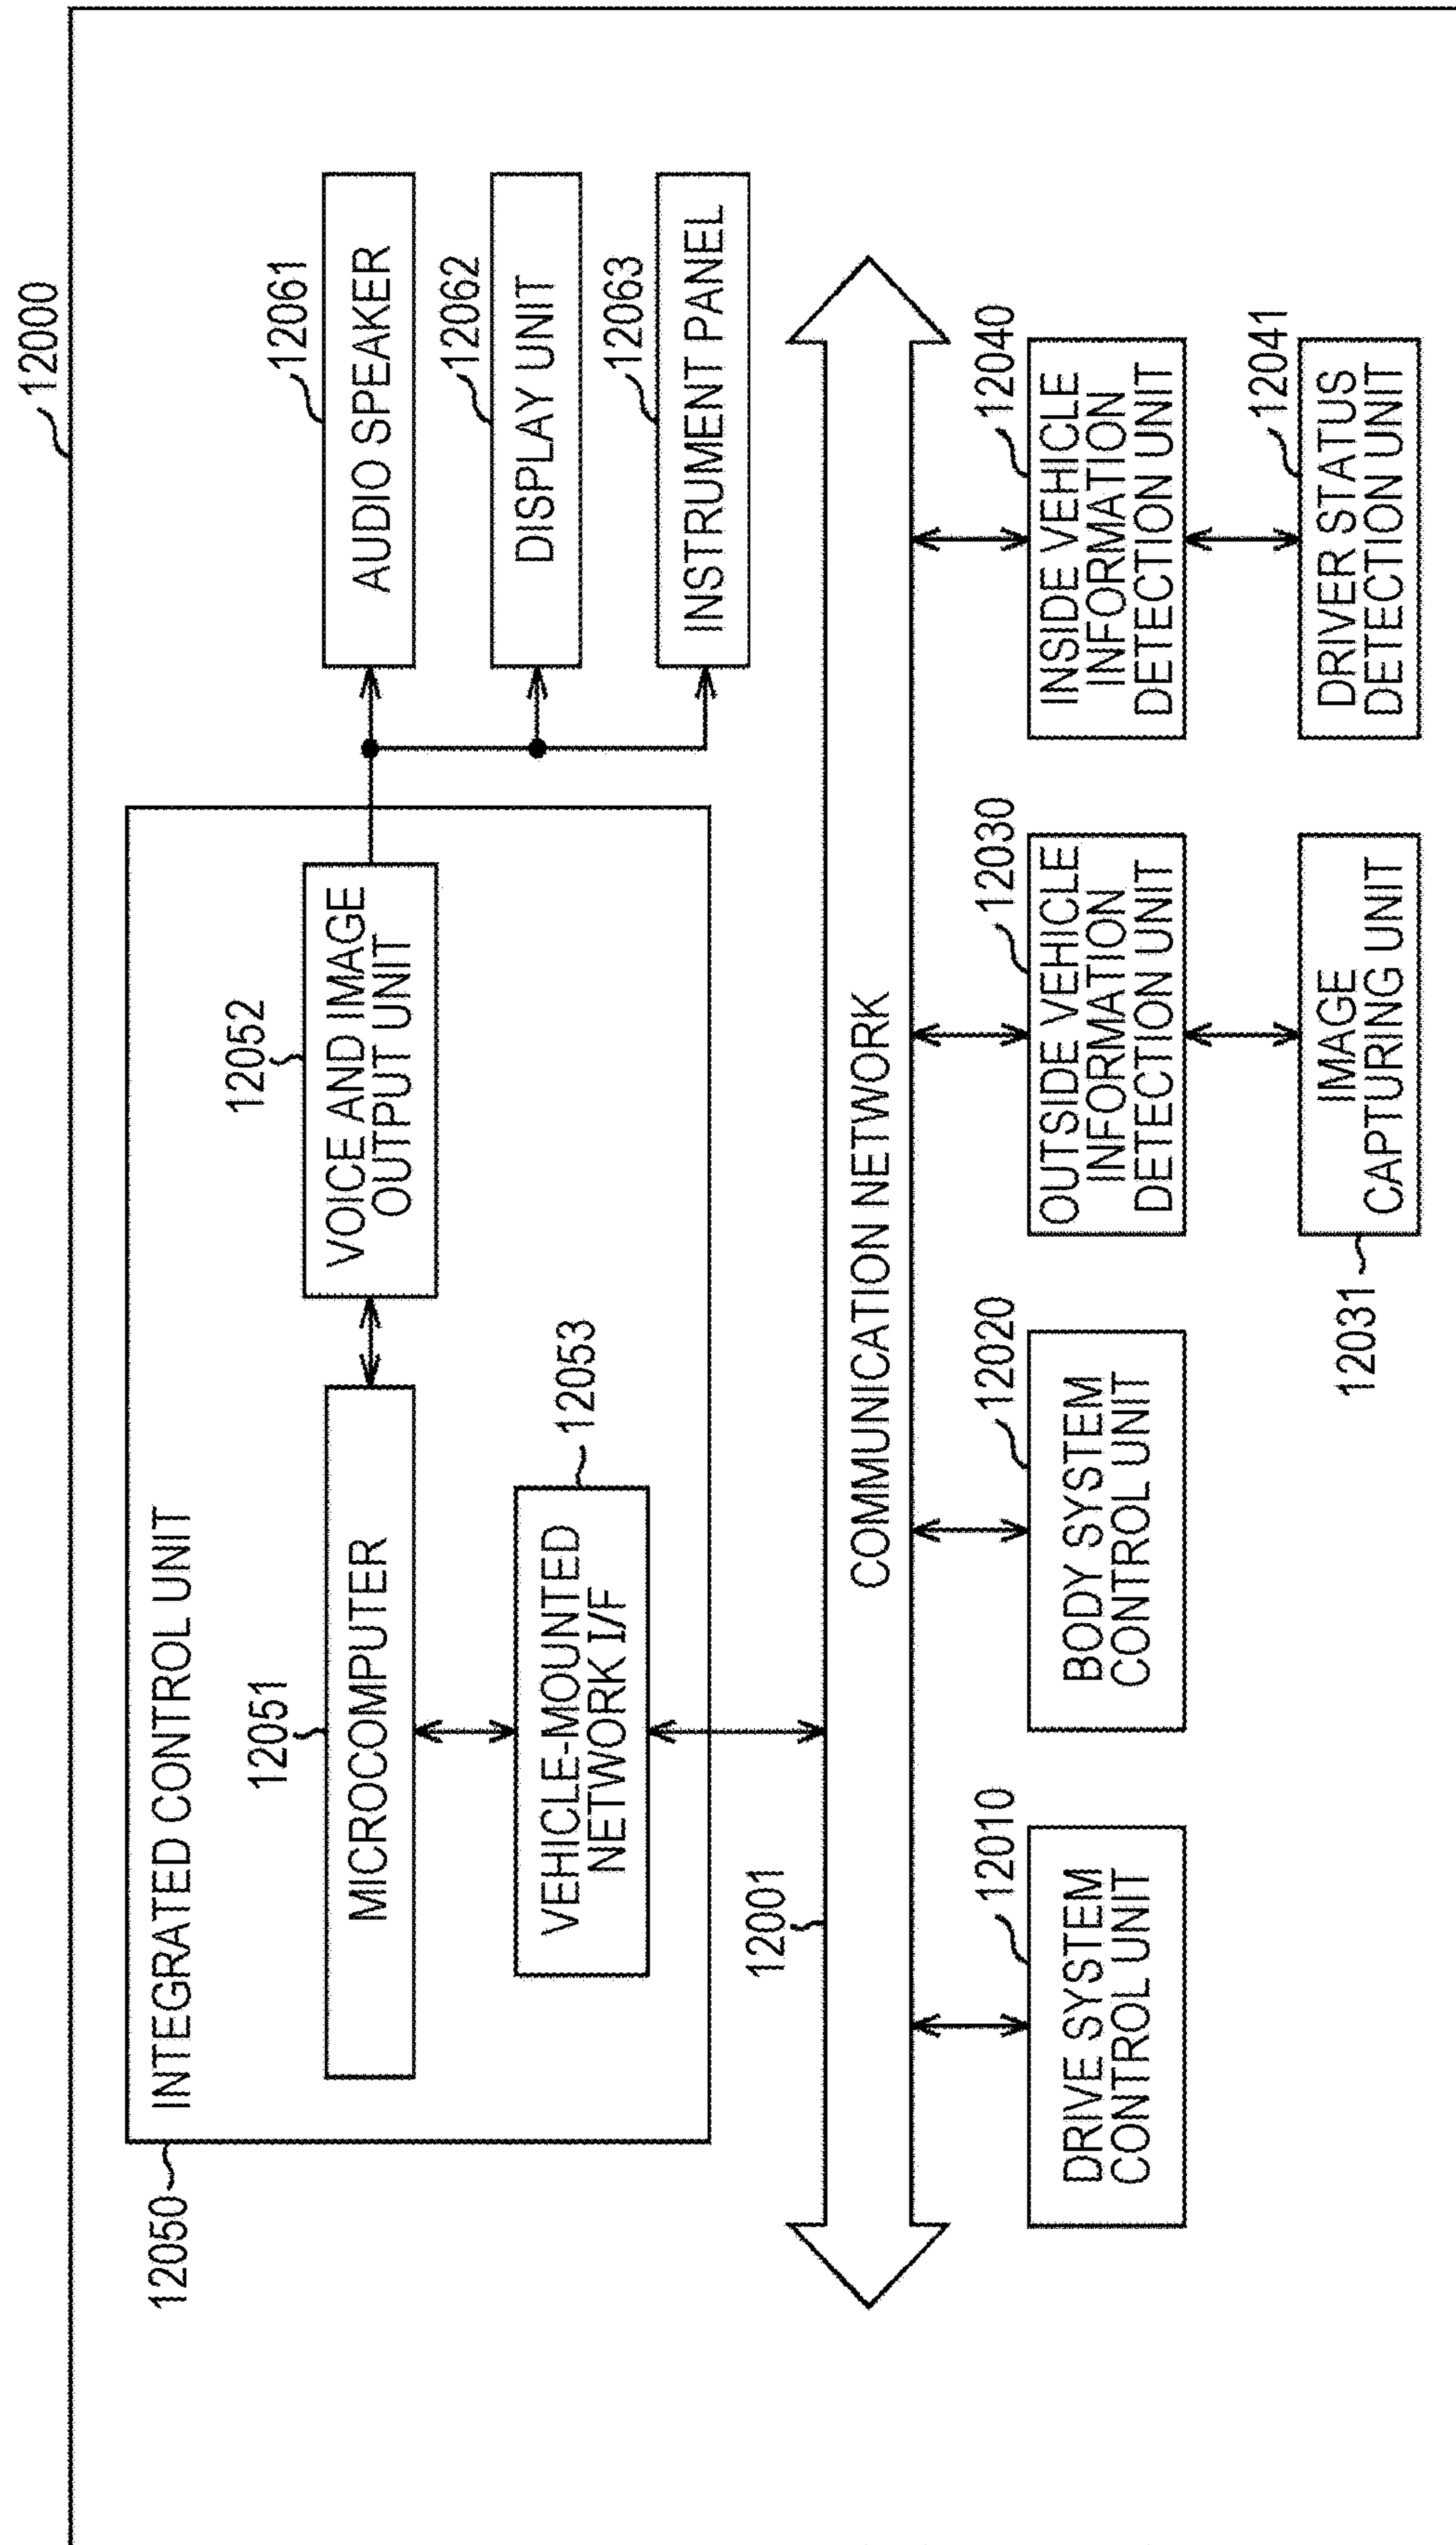 12000
12050
INTEGRATED CONTROL UNIT
12051
MICROCOMPUTER
12052
VOICE AND IMAGE
OUTPUT UNIT
12053
VEHICLE-MOUNTED
NETWORK I/F
12061
AUDIO SPEAKER
12062
DISPLAY UNIT
12063
INSTRUMENT PANEL
12001
COMMUNICATION NETWORK
12010
DRIVE SYSTEM
CONTROL UNIT
12020
BODY SYSTEM
CONTROL UNIT
12030
OUTSIDE VEHICLE
INFORMATION
DETECTION UNIT
12040
INSIDE VEHICLE
INFORMATION
DETECTION UNIT
12031
IMAGE
CAPTURING UNIT
12041
DRIVER STATUS
DETECTION UNIT